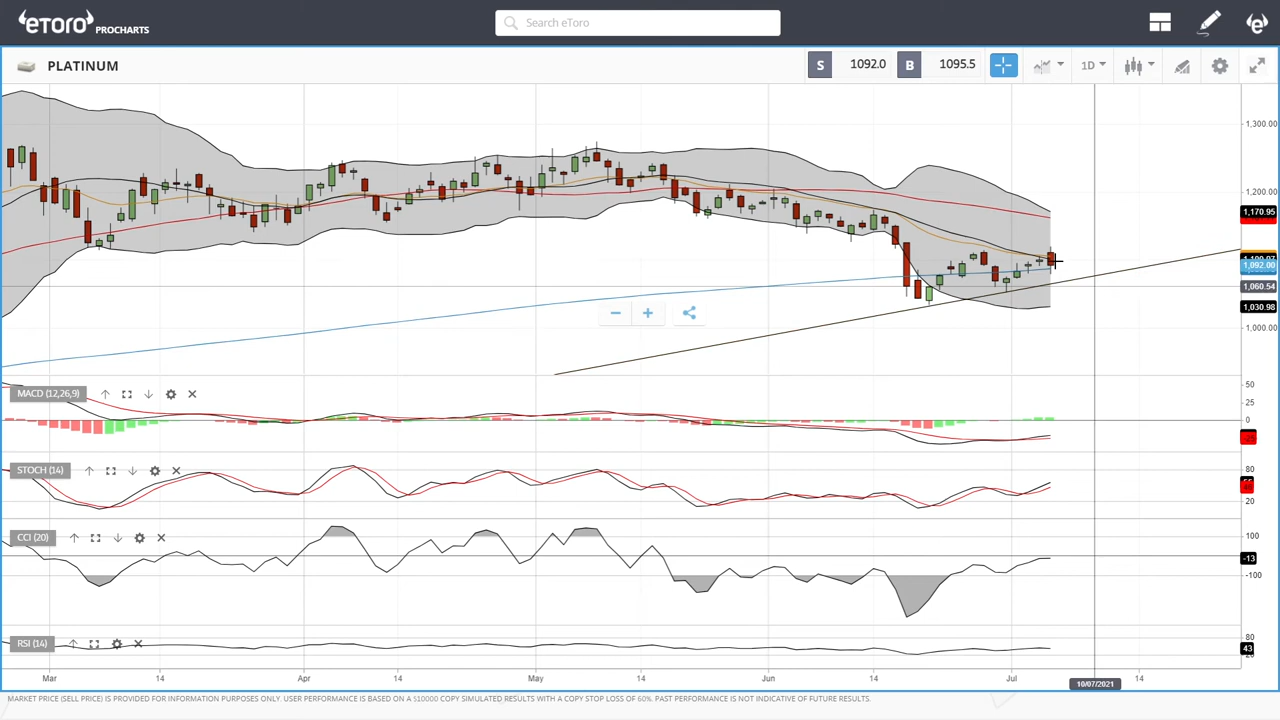 eToro PROCHARTS
Search eToro
PLATINUM
S 1092.0 B 1095.5
1D
1,300.00
1,200.00
1,170.95
1,092.00
1,060.54
1,030.98
1,000.00
MACD (12,26,9)
50
25
0
STOCH (14)
80
20
CCI (20)
100
-13
-100
RSI (14)
80
43
Mar 14 Apr 14 May 14 Jun 14 Jul 14
10/07/2021
MARKET PRICE (SELL PRICE) IS PROVIDED FOR INFORMATION PURPOSES ONLY. USER PERFORMANCE IS BASED ON A $10000 COPY SIMULATED RESULTS WITH A COPY STOP LOSS OF 60%. PAST PERFORMANCE IS NOT INDICATIVE OF FUTURE RESULTS.